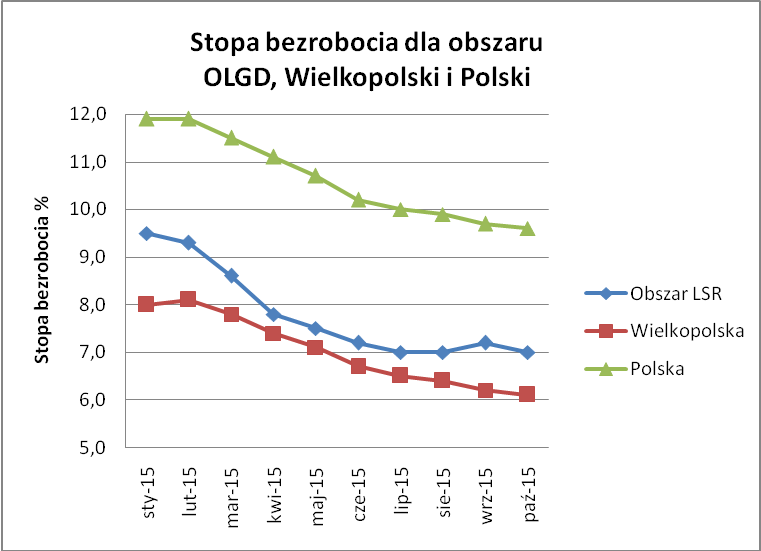 Stopa bezrobocia dla obszaru
OLGD, Wielkopolski i Polski
Stopa bezrobocia %
12,0
11,0
10,0
9,0
8,0
7,0
6,0
5,0
sty-15
lut-15
mar-15
kwi-15
maj-15
cze-15
lip-15
sie-15
wrz-15
paź-15
Obszar LSR
Wielkopolska
Polska